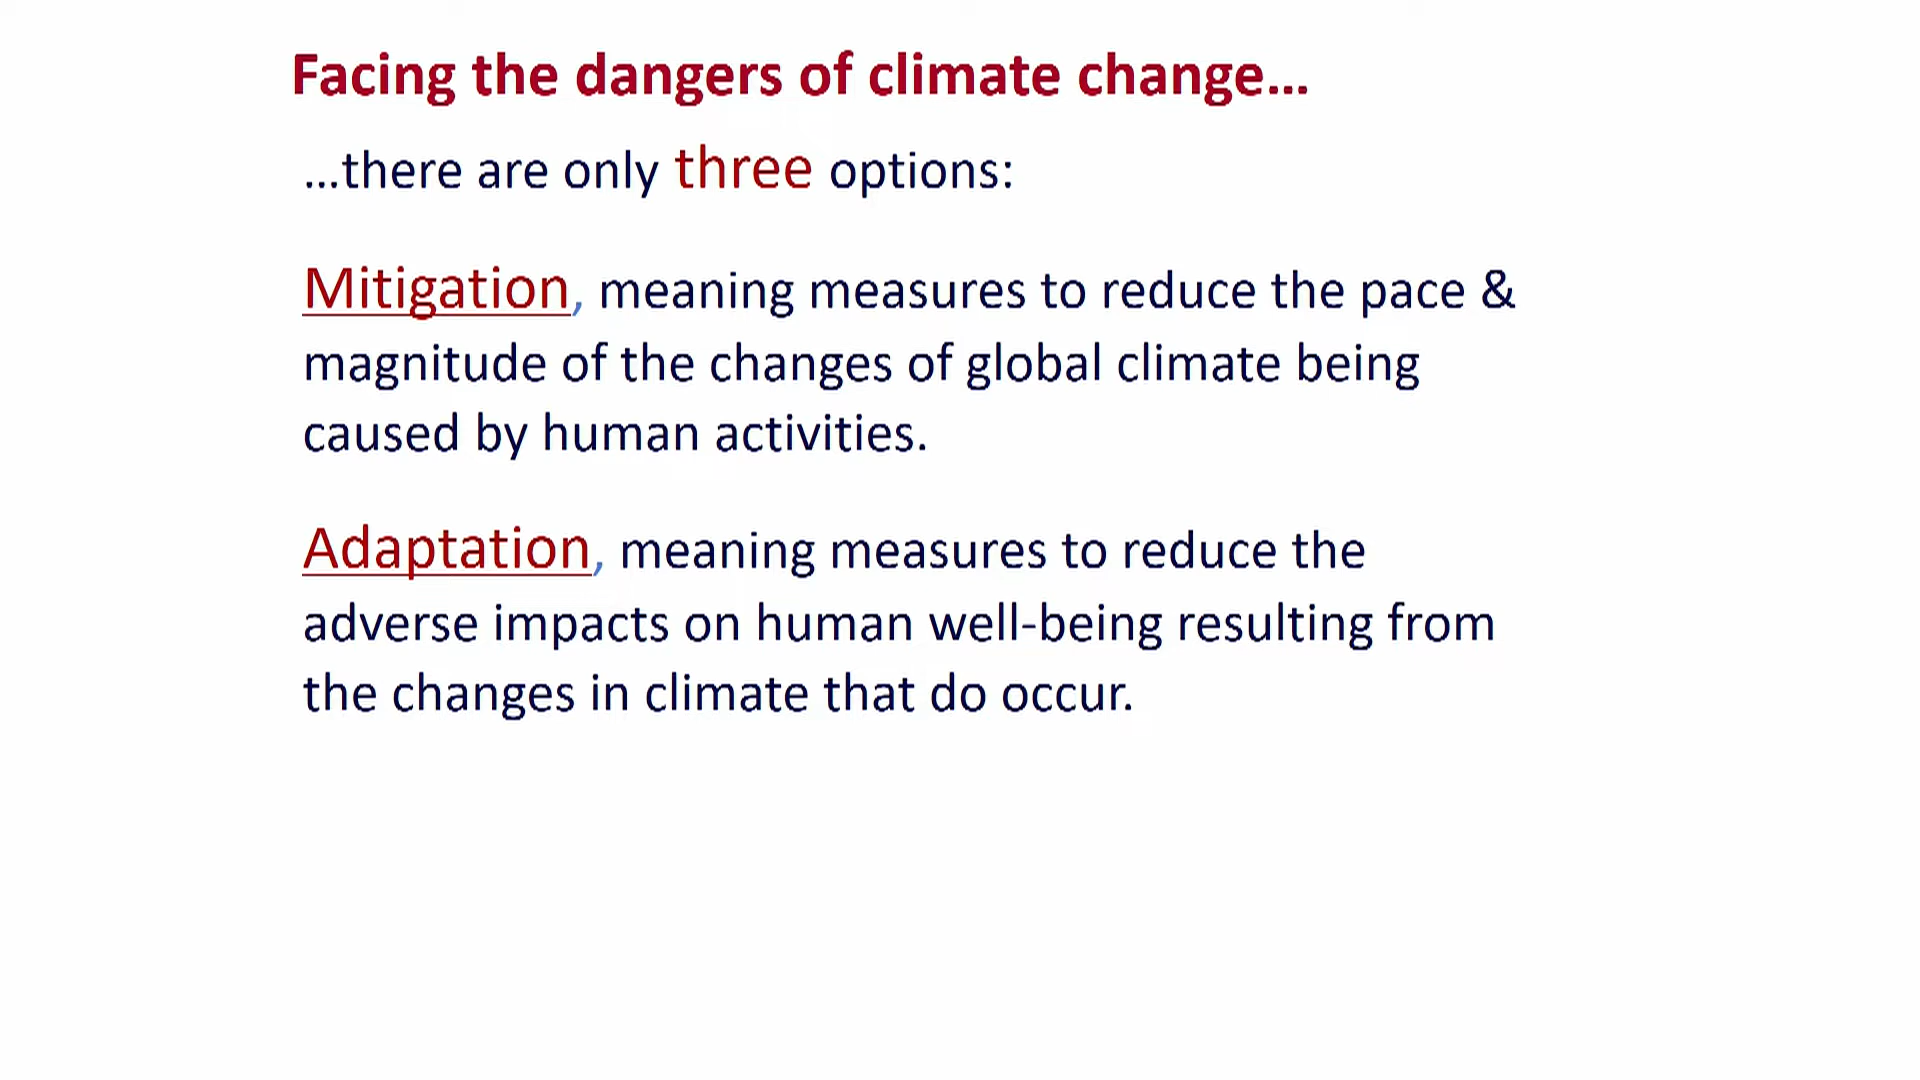 Facing the dangers of climate change…
…there are only three options:
Mitigation, meaning measures to reduce the pace &
magnitude of the changes of global climate being
caused by human activities.
Adaptation, meaning measures to reduce the
adverse impacts on human well-being resulting from
the changes in climate that do occur.